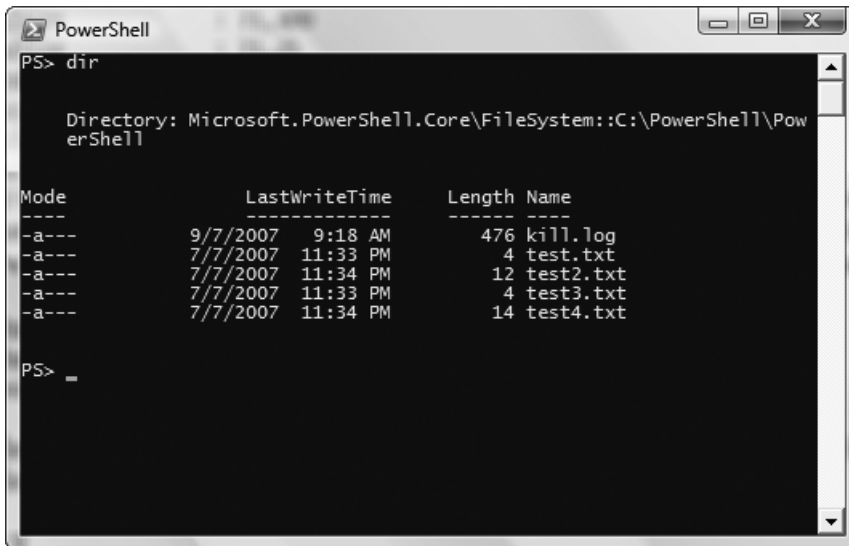 PowerShell
PS> dir
Directory: Microsoft.PowerShell.Core\FileSystem::C:\PowerShell\Pow
erShell
Mode LastWriteTime Length Name
---- ------------- ------ ----
-a--- 9/7/2007 9:18 AM 476 kill.log
-a--- 7/7/2007 11:33 PM 4 test.txt
-a--- 7/7/2007 11:34 PM 12 test2.txt
-a--- 7/7/2007 11:33 PM 4 test3.txt
-a--- 7/7/2007 11:34 PM 14 test4.txt
PS> _